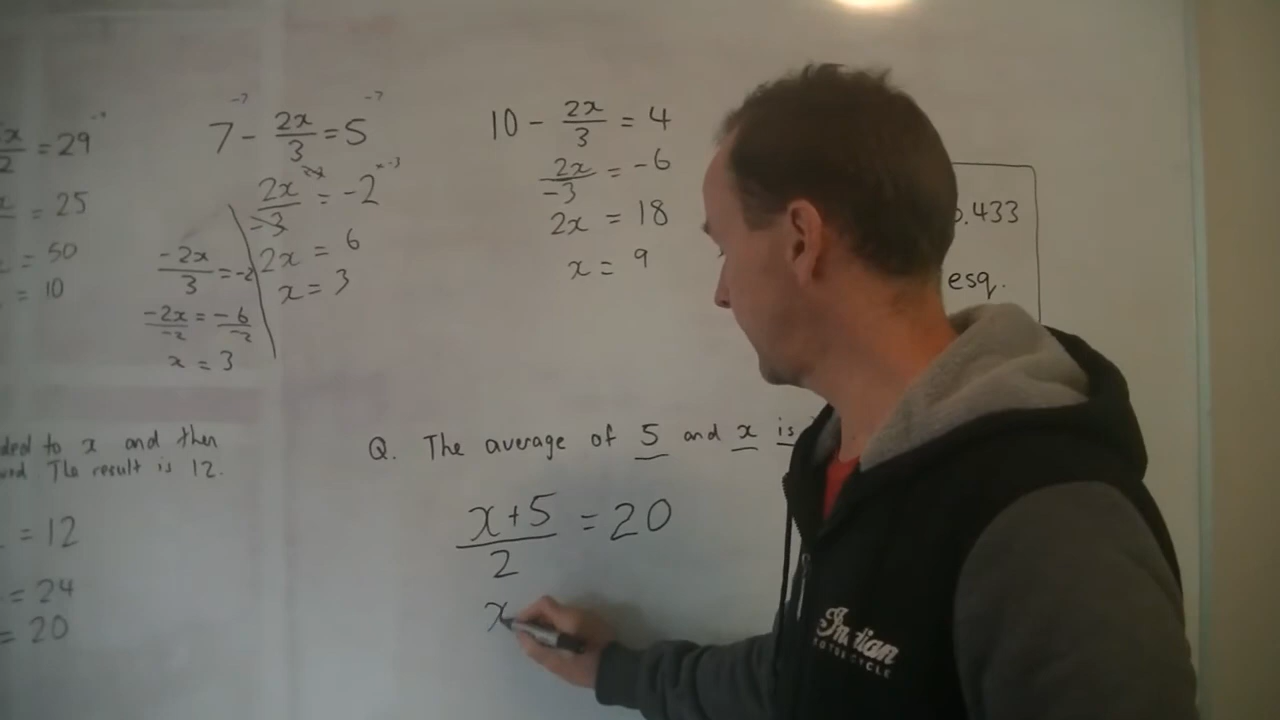 = 29
= 25
= 50
= 10
-7 -7
7 - 2x/3 = 5
2x/-3 = -2
2x = 6
x = 3
-2x/3 = -2
-2x/-2 = -6/-2
x = 3
10 - 2x/3 = 4
2x/-3 = -6
2x = 18
x = 9
.433
esq.
to x and then
The result is 12.
= 12
= 24
= 20
Q. The average of 5 and x is
x+5/2 = 20
x
Indian
MOTORCYCLE